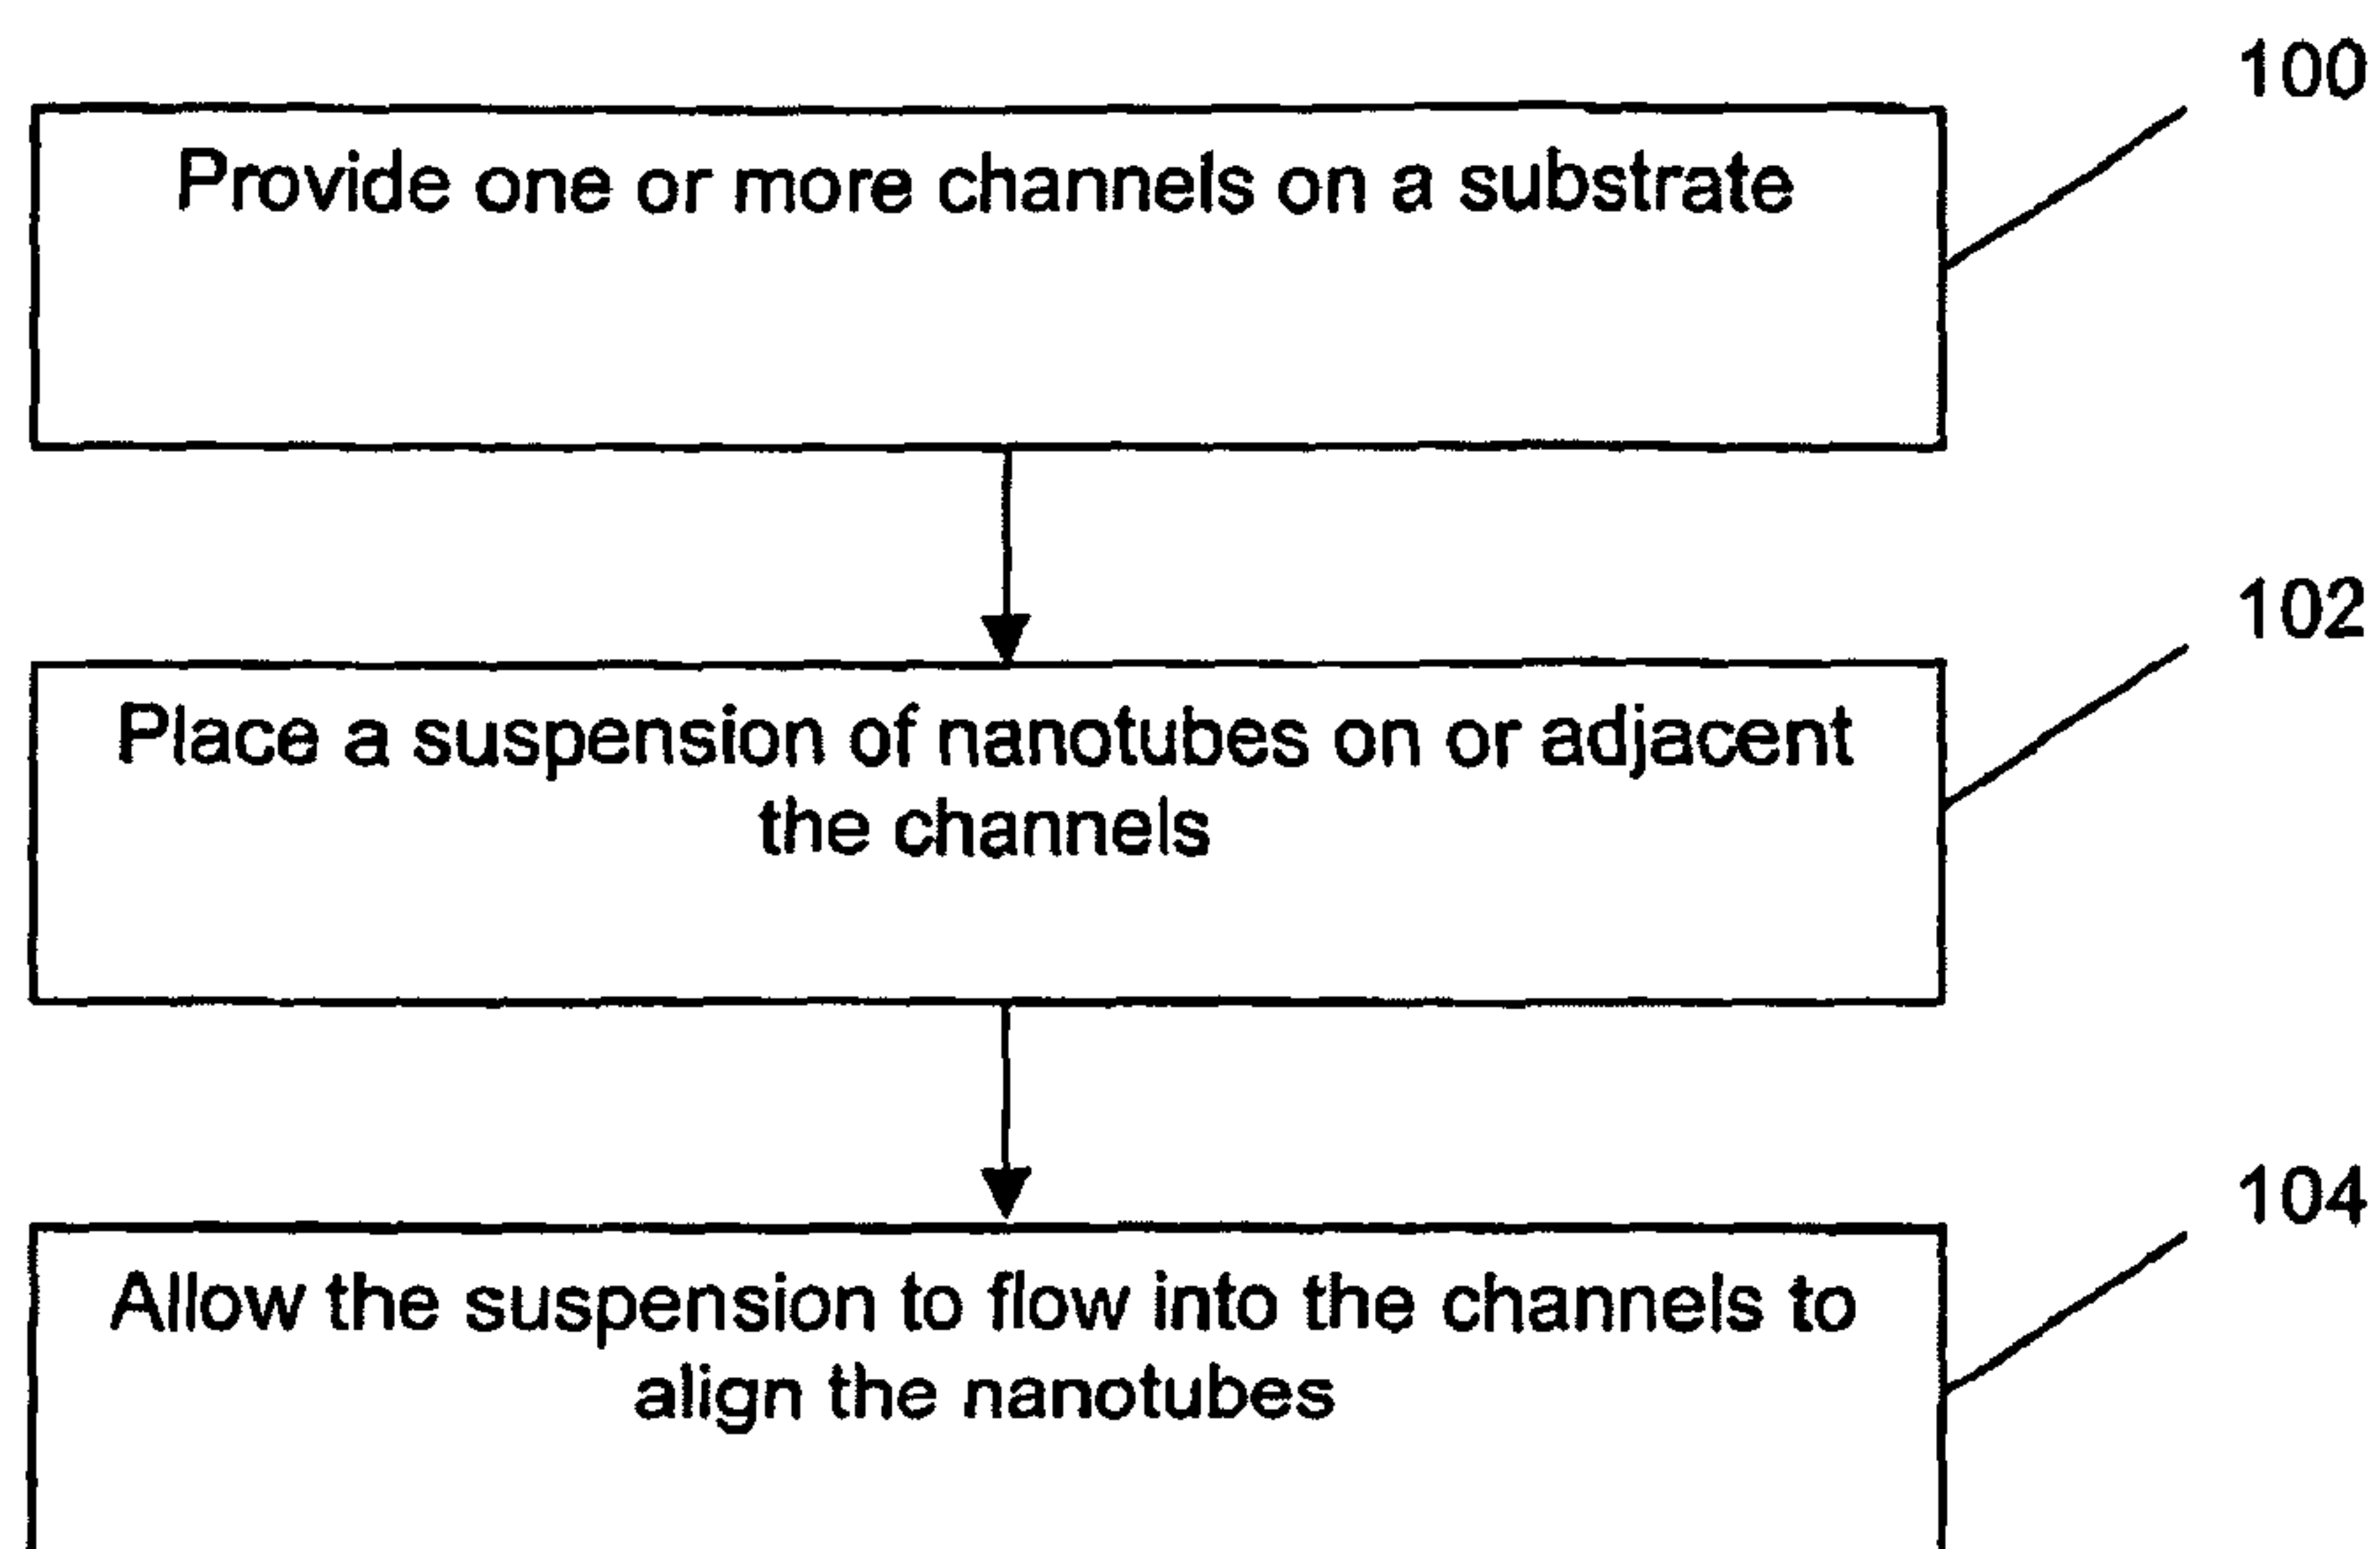 100
Provide one or more channels on a substrate
102
Place a suspension of nanotubes on or adjacent
the channels
104
Allow the suspension to flow into the channels to
align the nanotubes